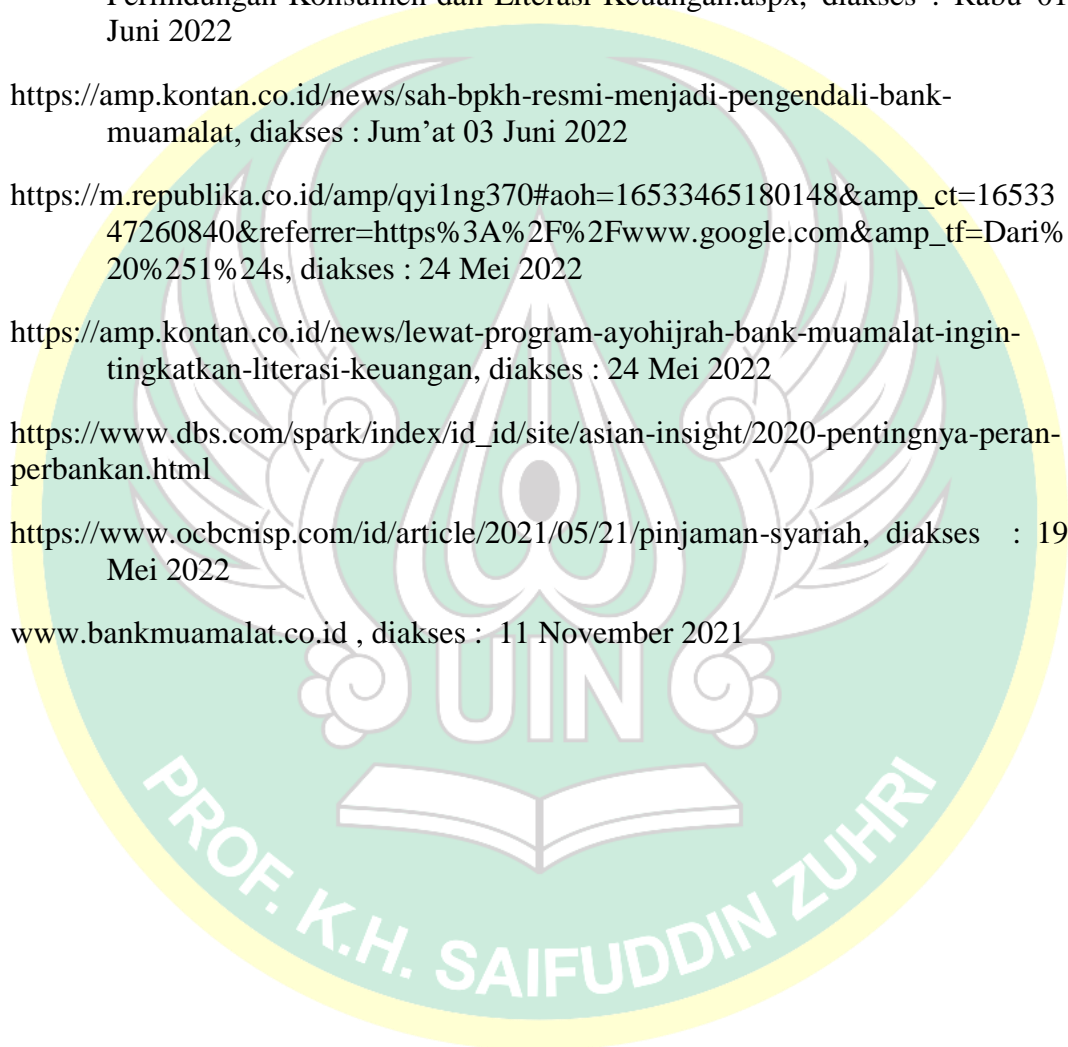 Perlindungan Konsumen dan Literasi Keuangan.aspx, diakses : Rabu 01
Juni 2022
https://amp.kontan.co.id/news/sah-bpkh-resmi-menjadi-pengendali-bank-
muamalat, diakses : Jum’at 03 Juni 2022
https://m.republika.co.id/amp/qyi1ng370#aoh=16533465180148&amp_ct=16533
47260840&referrer=https%3A%2F%2Fwww.google.com&amp_tf=Dari%
20%251%24s, diakses : 24 Mei 2022
https://amp.kontan.co.id/news/lewat-program-ayohijrah-bank-muamalat-ingin-
tingkatkan-literasi-keuangan, diakses : 24 Mei 2022
https://www.dbs.com/spark/index/id_id/site/asian-insight/2020-pentingnya-peran-
perbankan.html
https://www.ocbcnisp.com/id/article/2021/05/21/pinjaman-syariah, diakses : 19
Mei 2022
www.bankmuamalat.co.id , diakses : 11 November 2021
UIN
PROF. K.H. SAIFUDDIN ZUHRI